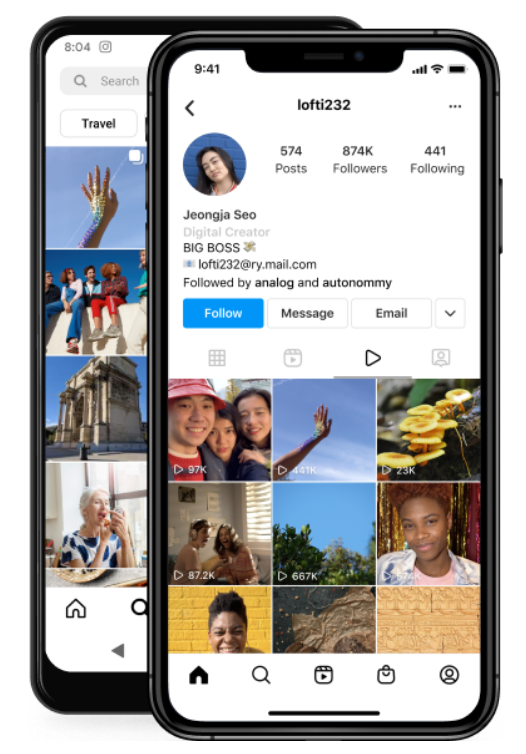 8:04
Search
Travel
9:41
lofti232
574 874K 441
Posts Followers Following
Jeongja Seo
Digital Creator
BIG BOSS
lofti232@ry.mail.com
Followed by analog and autonommy
Follow Message Email
97K 441K 23K
87.2K 667K